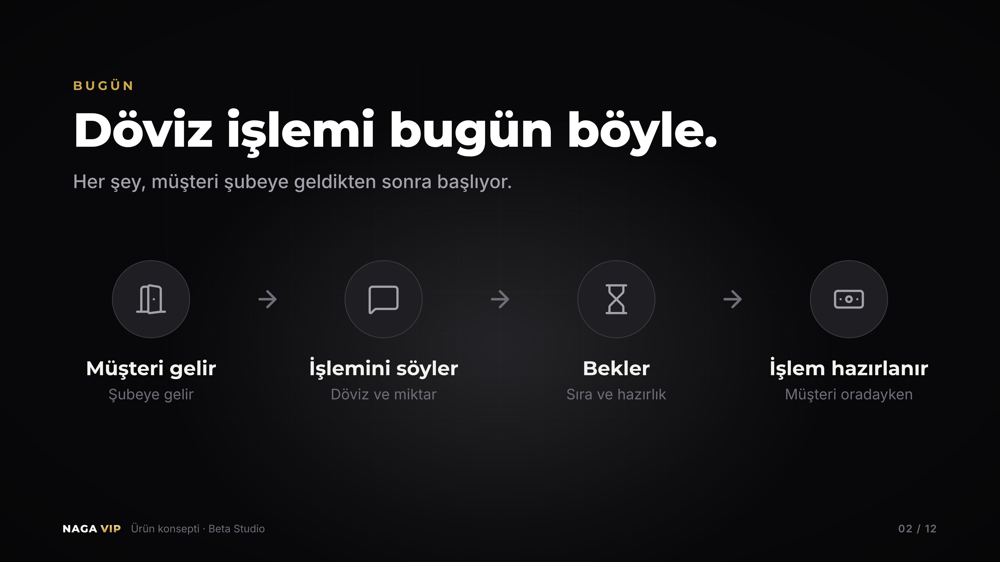 BUGÜN
Döviz işlemi bugün böyle.
Her şey, müşteri şubeye geldikten sonra başlıyor.
Müşteri gelir
Şubeye gelir
İşlemini söyler
Döviz ve miktar
Bekler
Sıra ve hazırlık
İşlem hazırlanır
Müşteri oradayken
NAGA VIP Ürün konsepti · Beta Studio
02 / 12